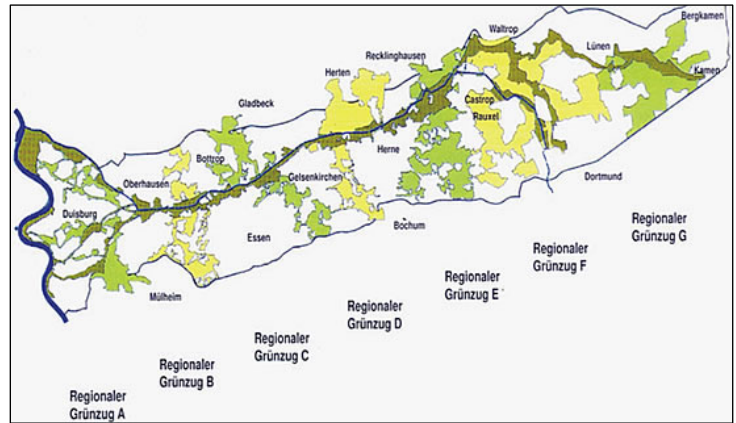 Bergkamen
Waltrop
Lünen
Recklinghausen
Kamen
Herten
Castrop
Rauxel
Gladbeck
Herne
Bottrop
Gelsenkirchen
Oberhausen
Dortmund
Duisburg
Essen
Bochum
Mülheim
Regionaler
Grünzug G
Regionaler
Grünzug F
Regionaler
Grünzug E
Regionaler
Grünzug D
Regionaler
Grünzug C
Regionaler
Grünzug B
Regionaler
Grünzug A